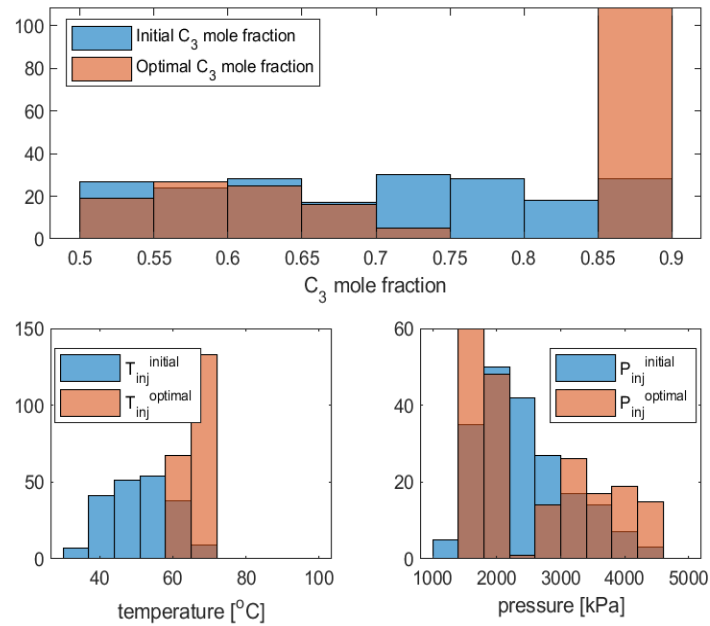 100
80
60
40
20
0
Initial C3 mole fraction
Optimal C3 mole fraction
0.5 0.55 0.6 0.65 0.7 0.75 0.8 0.85 0.9
C3 mole fraction
150
100
50
0
Tinj initial
Tinj optimal
40 60 80 100
temperature [oC]
60
40
20
0
Pinj initial
Pinj optimal
1000 2000 3000 4000 5000
pressure [kPa]